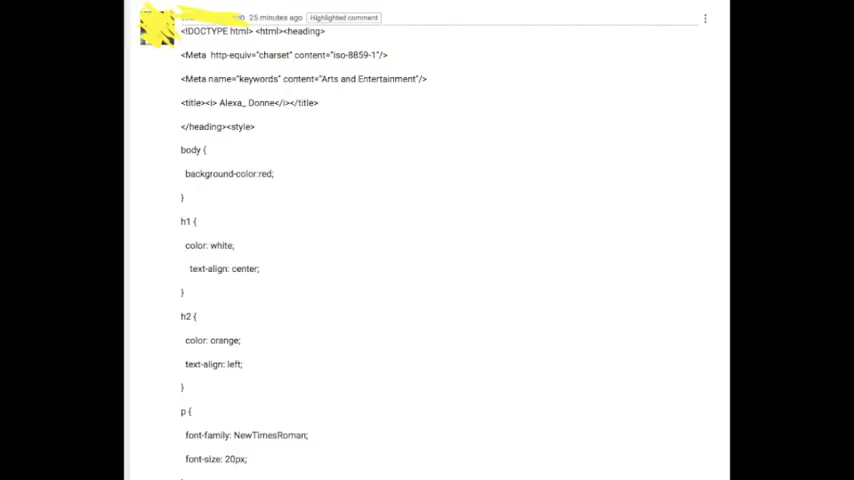 25 minutes ago Highlighted comment
<!DOCTYPE html> <html><heading>
<Meta  http-equiv="charset" content="iso-8859-1"/>
<Meta name="keywords" content="Arts and Entertainment"/>
<title><i> Alexa_ Donne</i></title>
</heading><style>
body {
background-color:red;
}
h1 {
color: white;
text-align: center;
}
h2 {
color: orange;
text-align: left;
}
p {
font-family: NewTimesRoman;
font-size: 20px;